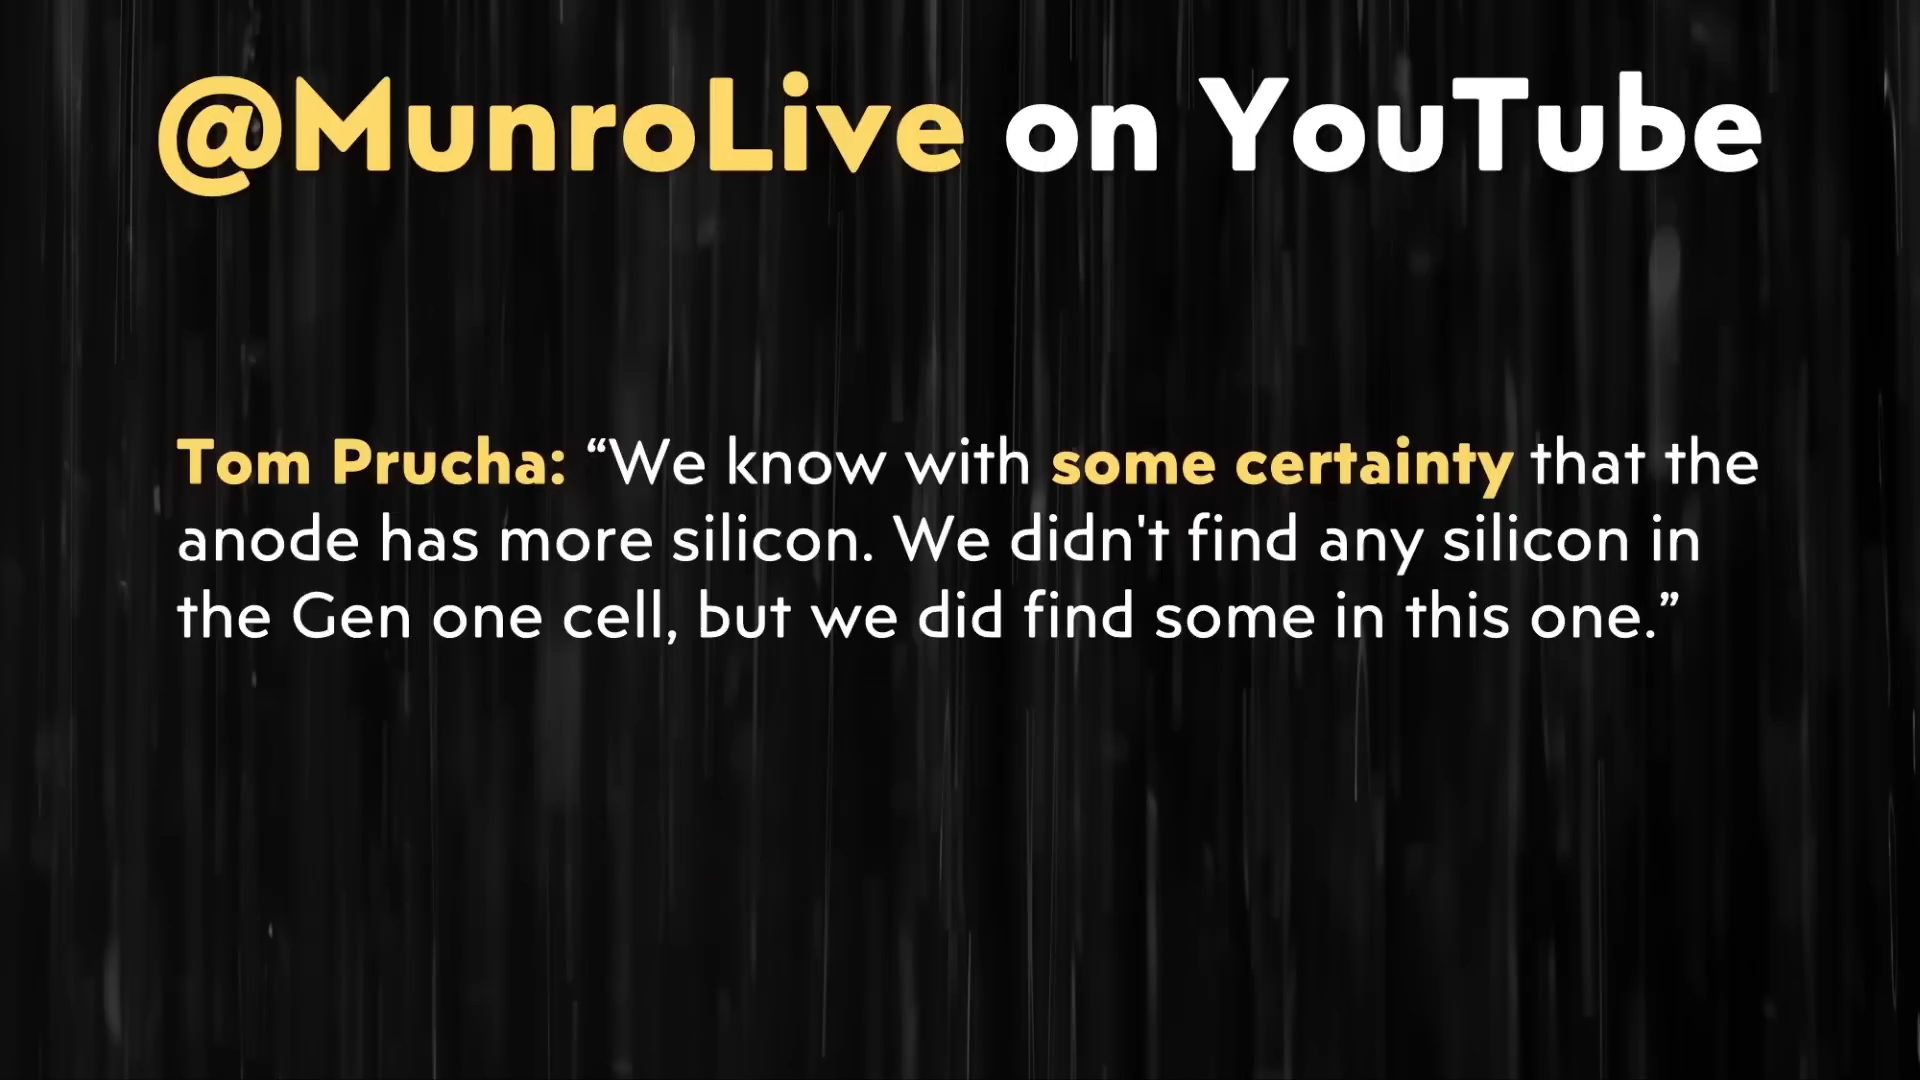 @MunroLive on YouTube
Tom Prucha: “We know with some certainty that the
anode has more silicon. We didn't find any silicon in
the Gen one cell, but we did find some in this one.”